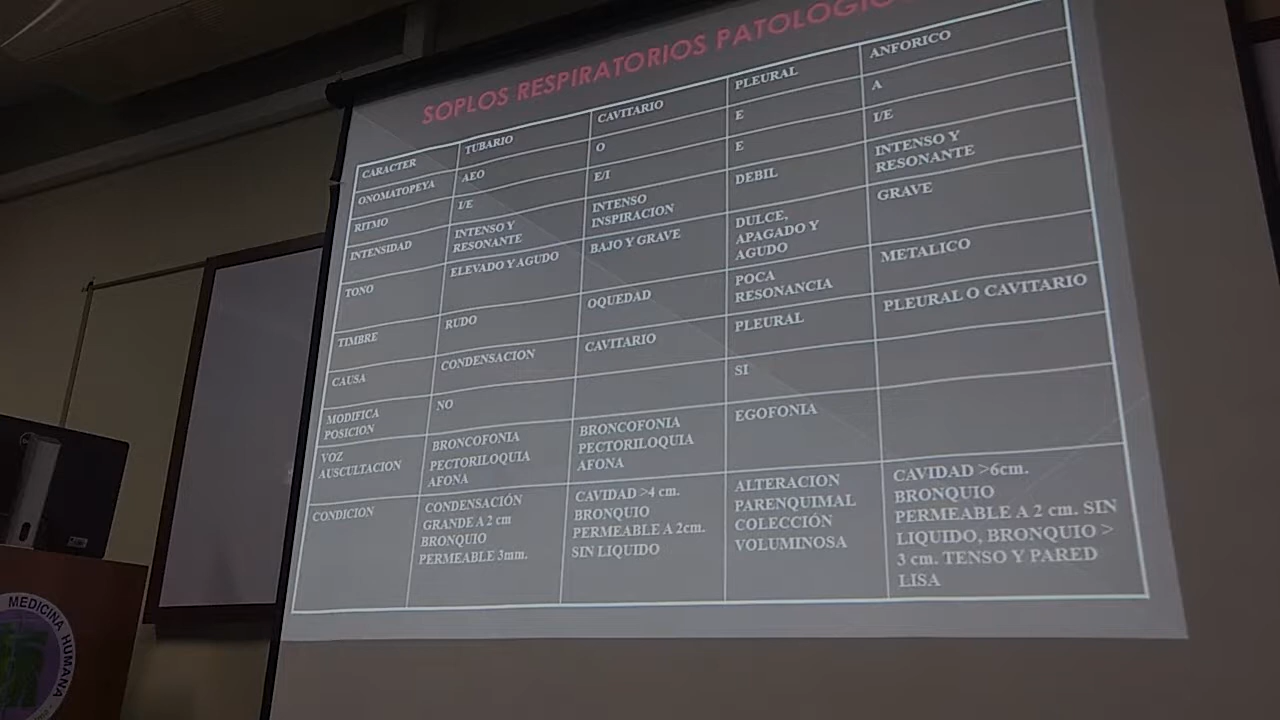 SOPLOS RESPIRATORIOS
CARACTER TUBARIO CAVITARIO PLEURAL ANFORICO
ONOMATOPEYA AEO O E A
RITMO I/E E/I E I/E
INTENSIDAD INTENSO Y RESONANTE INTENSO INSPIRACION DEBIL INTENSO Y RESONANTE
TONO ELEVADO Y AGUDO BAJO Y GRAVE DULCE, APAGADO Y AGUDO GRAVE
TIMBRE RUDO OQUEDAD POCA RESONANCIA METALICO
CAUSA CONDENSACION CAVITARIO PLEURAL PLEURAL O CAVITARIO
MODIFICA POSICION NO SI
VOZ AUSCULTACION BRONCOFONIA PECTORILOQUIA AFONA BRONCOFONIA PECTORILOQUIA AFONA EGOFONIA
CONDICION CONDENSACIÓN GRANDE A 2 cm BRONQUIO PERMEABLE 3mm. CAVIDAD >4 cm. BRONQUIO PERMEABLE A 2cm. SIN LIQUIDO ALTERACION PARENQUIMAL COLECCIÓN VOLUMINOSA CAVIDAD >6cm. BRONQUIO PERMEABLE A 2 cm. SIN LIQUIDO, BRONQUIO > 3 cm. TENSO Y PARED LISA
MEDICINA HUMANA